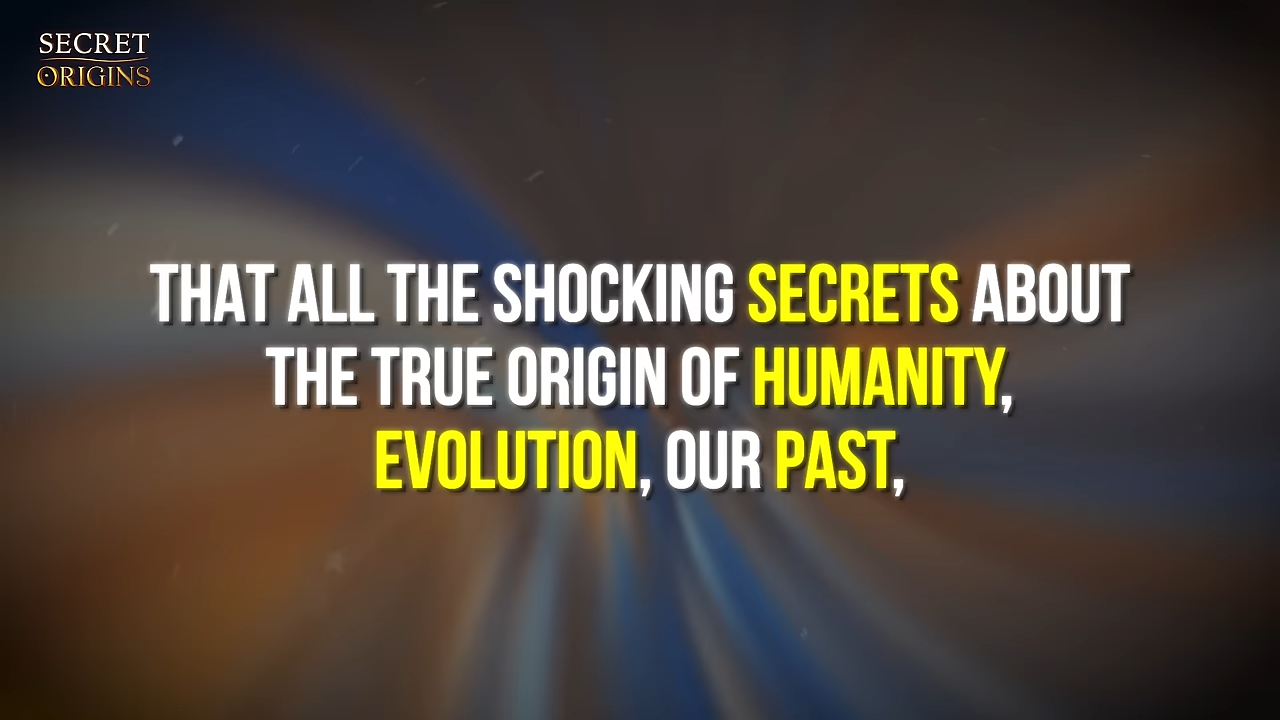 SECRET
ORIGINS
THAT ALL THE SHOCKING SECRETS ABOUT
THE TRUE ORIGIN OF HUMANITY,
EVOLUTION, OUR PAST,